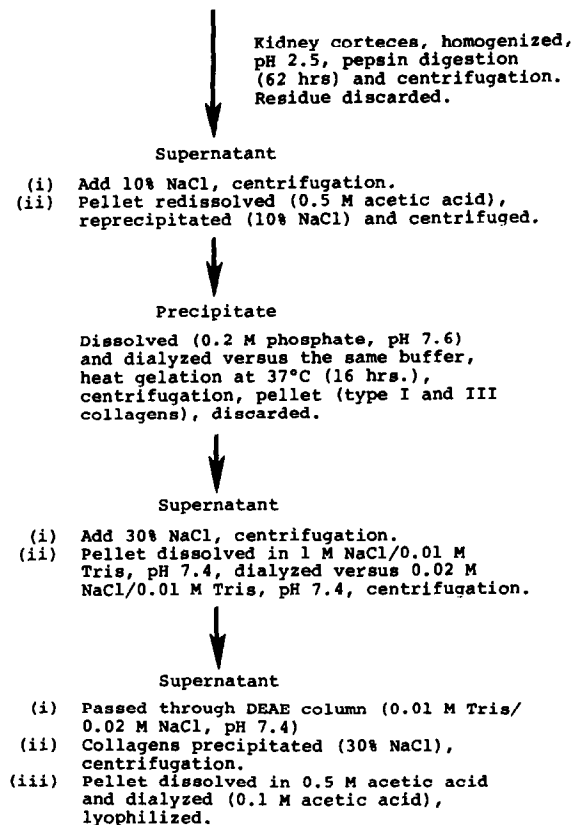 Kidney corteces, homogenized,
pH 2.5, pepsin digestion
(62 hrs) and centrifugation.
Residue discarded.
Supernatant
(i) Add 10% NaCl, centrifugation.
(ii) Pellet redissolved (0.5 M acetic acid),
reprecipitated (10% NaCl) and centrifuged.
Precipitate
Dissolved (0.2 M phosphate, pH 7.6)
and dialyzed versus the same buffer,
heat gelation at 37°C (16 hrs.),
centrifugation, pellet (type I and III
collagens), discarded.
Supernatant
(i) Add 30% NaCl, centrifugation.
(ii) Pellet dissolved in 1 M NaCl/0.01 M
Tris, pH 7.4, dialyzed versus 0.02 M
NaCl/0.01 M Tris, pH 7.4, centrifugation.
Supernatant
(i) Passed through DEAE column (0.01 M Tris/
0.02 M NaCl, pH 7.4)
(ii) Collagens precipitated (30% NaCl),
centrifugation.
(iii) Pellet dissolved in 0.5 M acetic acid
and dialyzed (0.1 M acetic acid),
lyophilized.